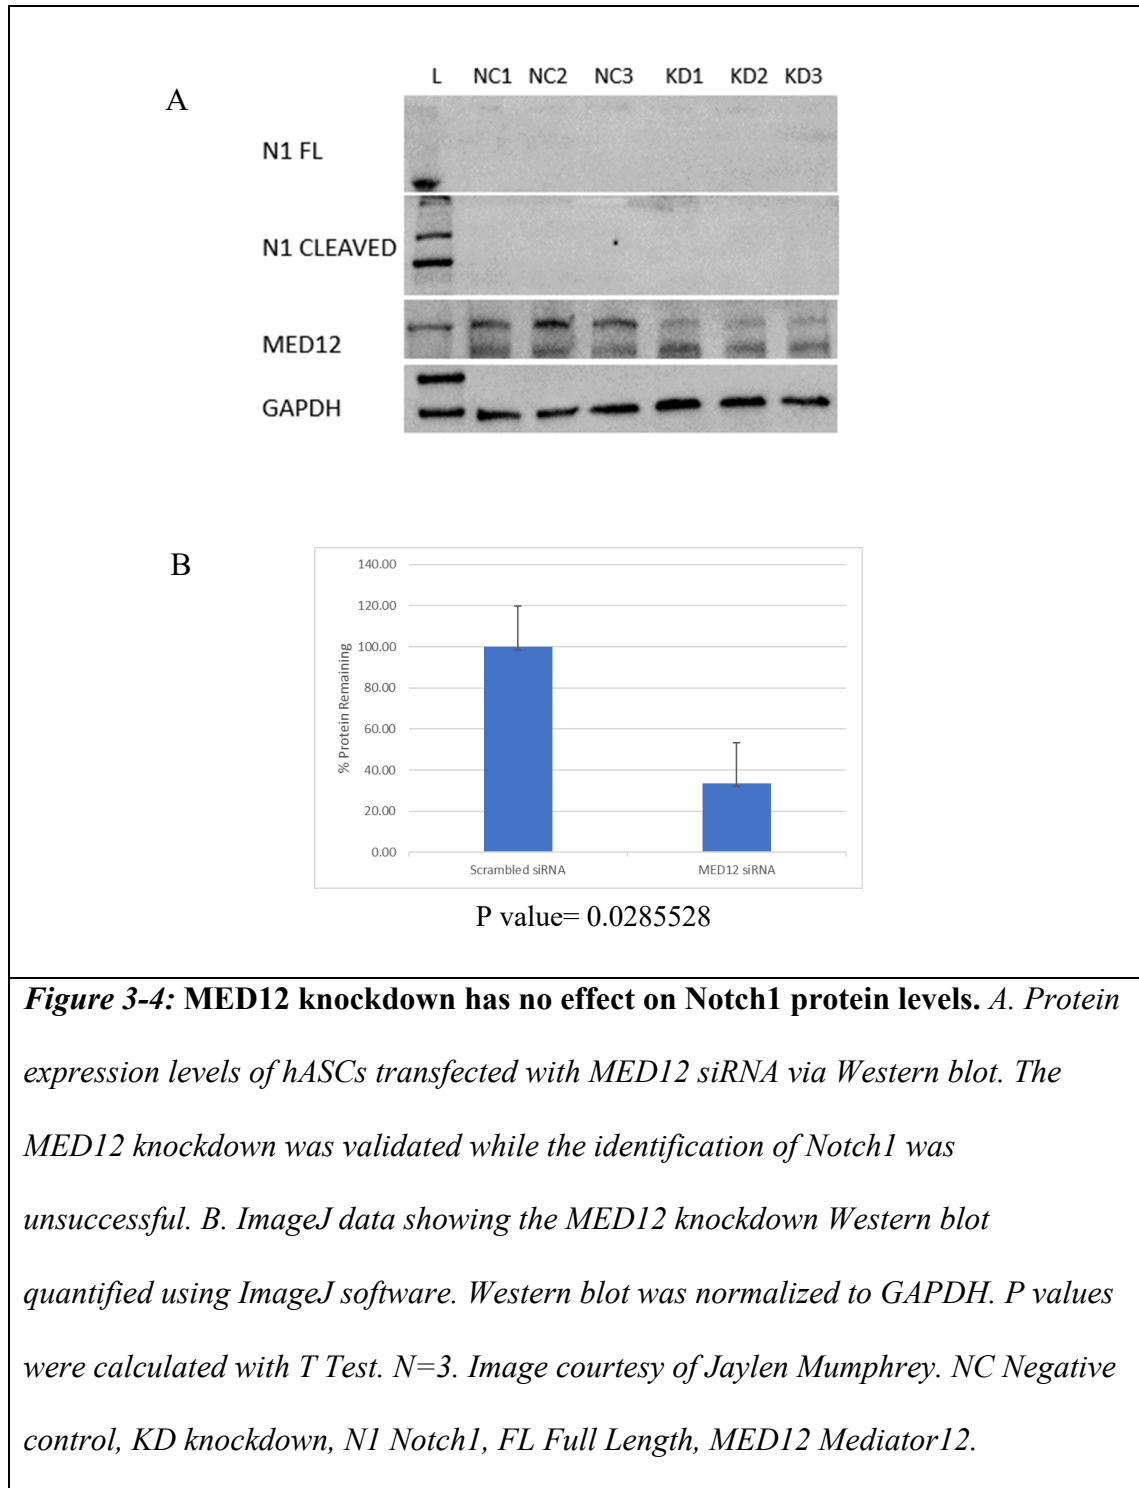 L NC1 NC2 NC3 KD1 KD2 KD3
A
N1 FL
N1 CLEAVED
MED12
GAPDH
B
140.00
120.00
100.00
80.00
60.00
40.00
20.00
0.00
% Protein Remaining
Scrambled siRNA MED12 siRNA
P value= 0.0285528
Figure 3-4: MED12 knockdown has no effect on Notch1 protein levels. A. Protein
expression levels of hASCs transfected with MED12 siRNA via Western blot. The
MED12 knockdown was validated while the identification of Notch1 was
unsuccessful. B. ImageJ data showing the MED12 knockdown Western blot
quantified using ImageJ software. Western blot was normalized to GAPDH. P values
were calculated with T Test. N=3. Image courtesy of Jaylen Mumphrey. NC Negative
control, KD knockdown, N1 Notch1, FL Full Length, MED12 Mediator12.